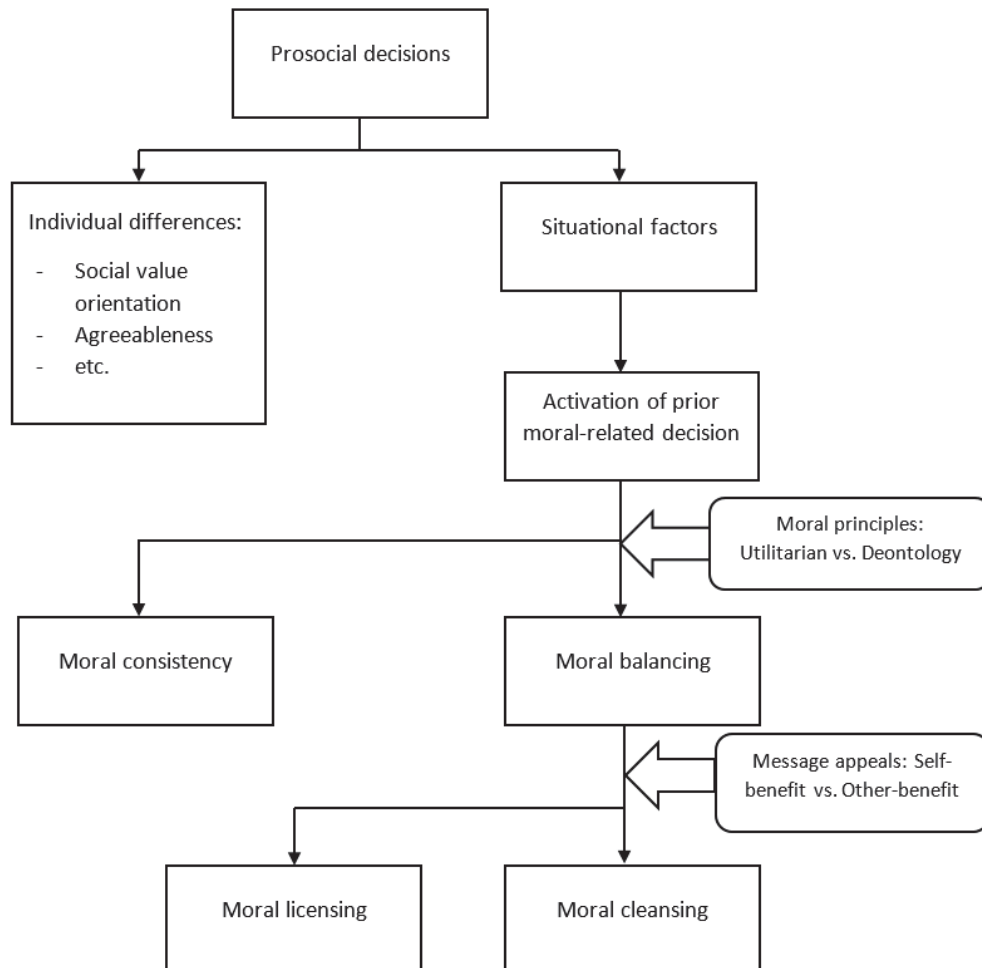 Prosocial decisions
Individual differences:
- Social value
orientation
- Agreeableness
- etc.
Situational factors
Activation of prior
moral-related decision
Moral principles:
Utilitarian vs. Deontology
Moral consistency
Moral balancing
Message appeals: Self-
benefit vs. Other-benefit
Moral licensing
Moral cleansing